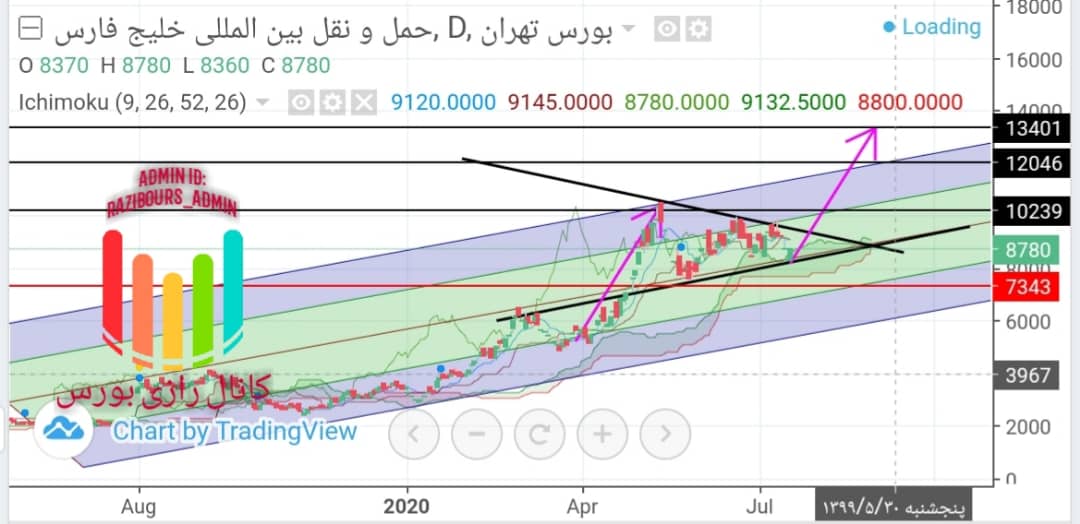 حمل و نقل بین المللی خلیج فارس, D, بورس تهران
Loading
O 8370 H 8780 L 8360 C 8780
Ichimoku (9, 26, 52, 26) 9120.0000 9145.0000 8780.0000 9132.5000 8800.0000
18000
16000
14000
13401
12046
10239
8780
8000
7343
6000
3967
2000
0
ADMIN ID:
RAZIBOURS_ADMIN
کانال رازی بورس
Chart by TradingView
Aug 2020 Apr Jul پنجشنبه ۱۳۹۹/۵/۳۰